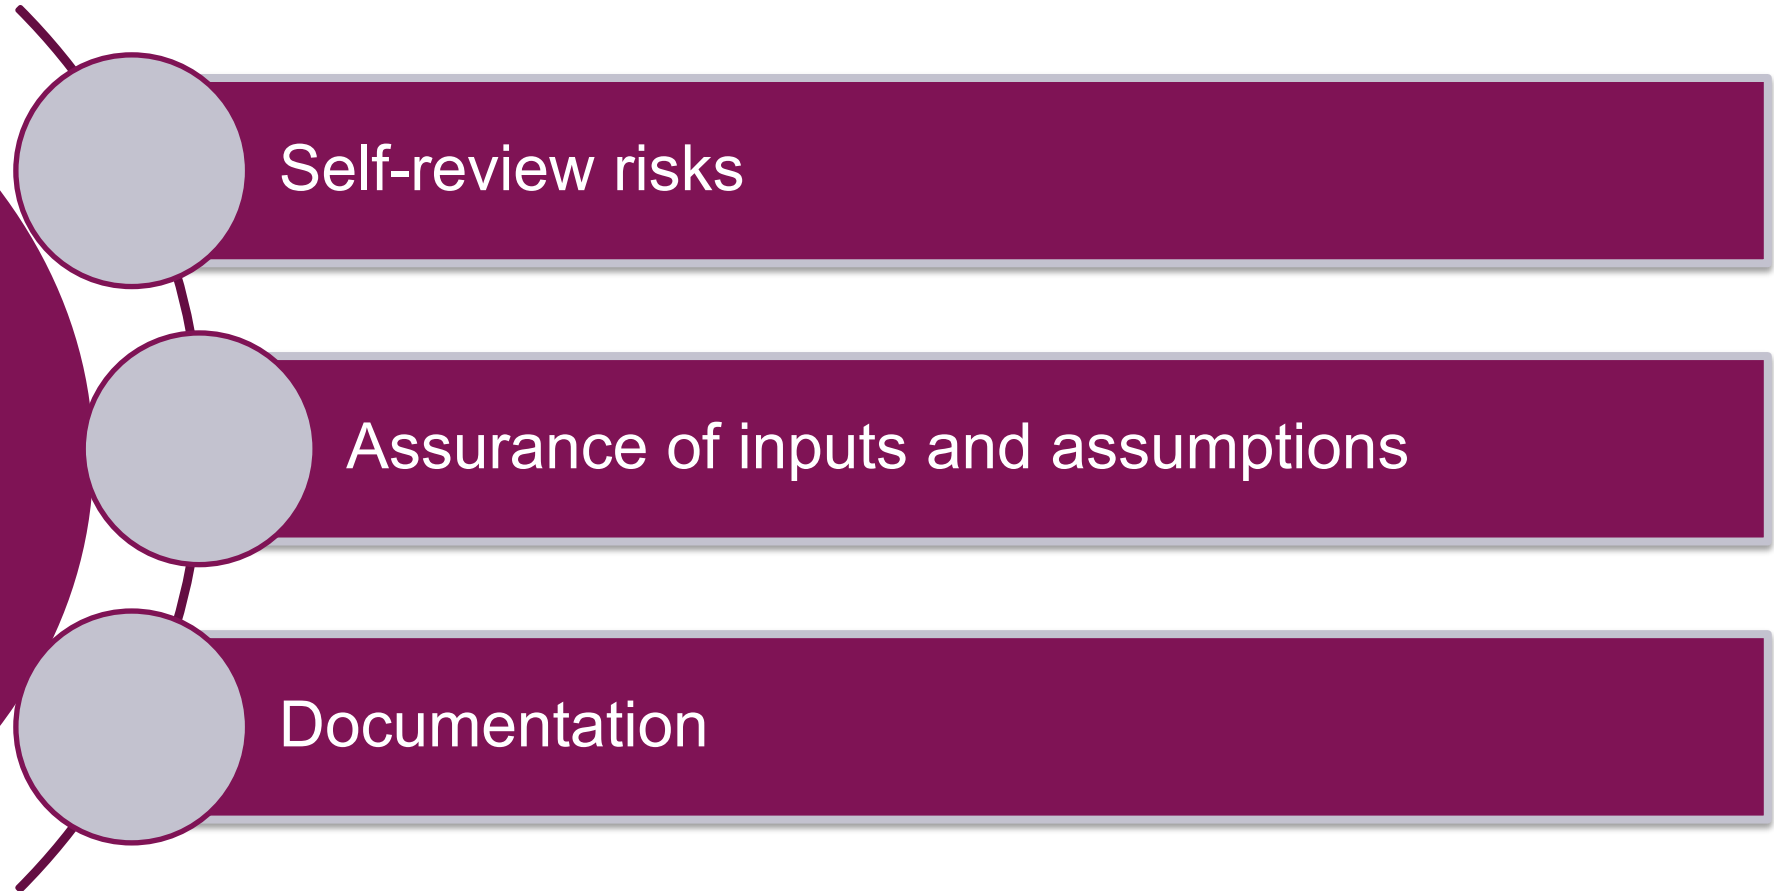 Self-review risks
Assurance of inputs and assumptions
Documentation